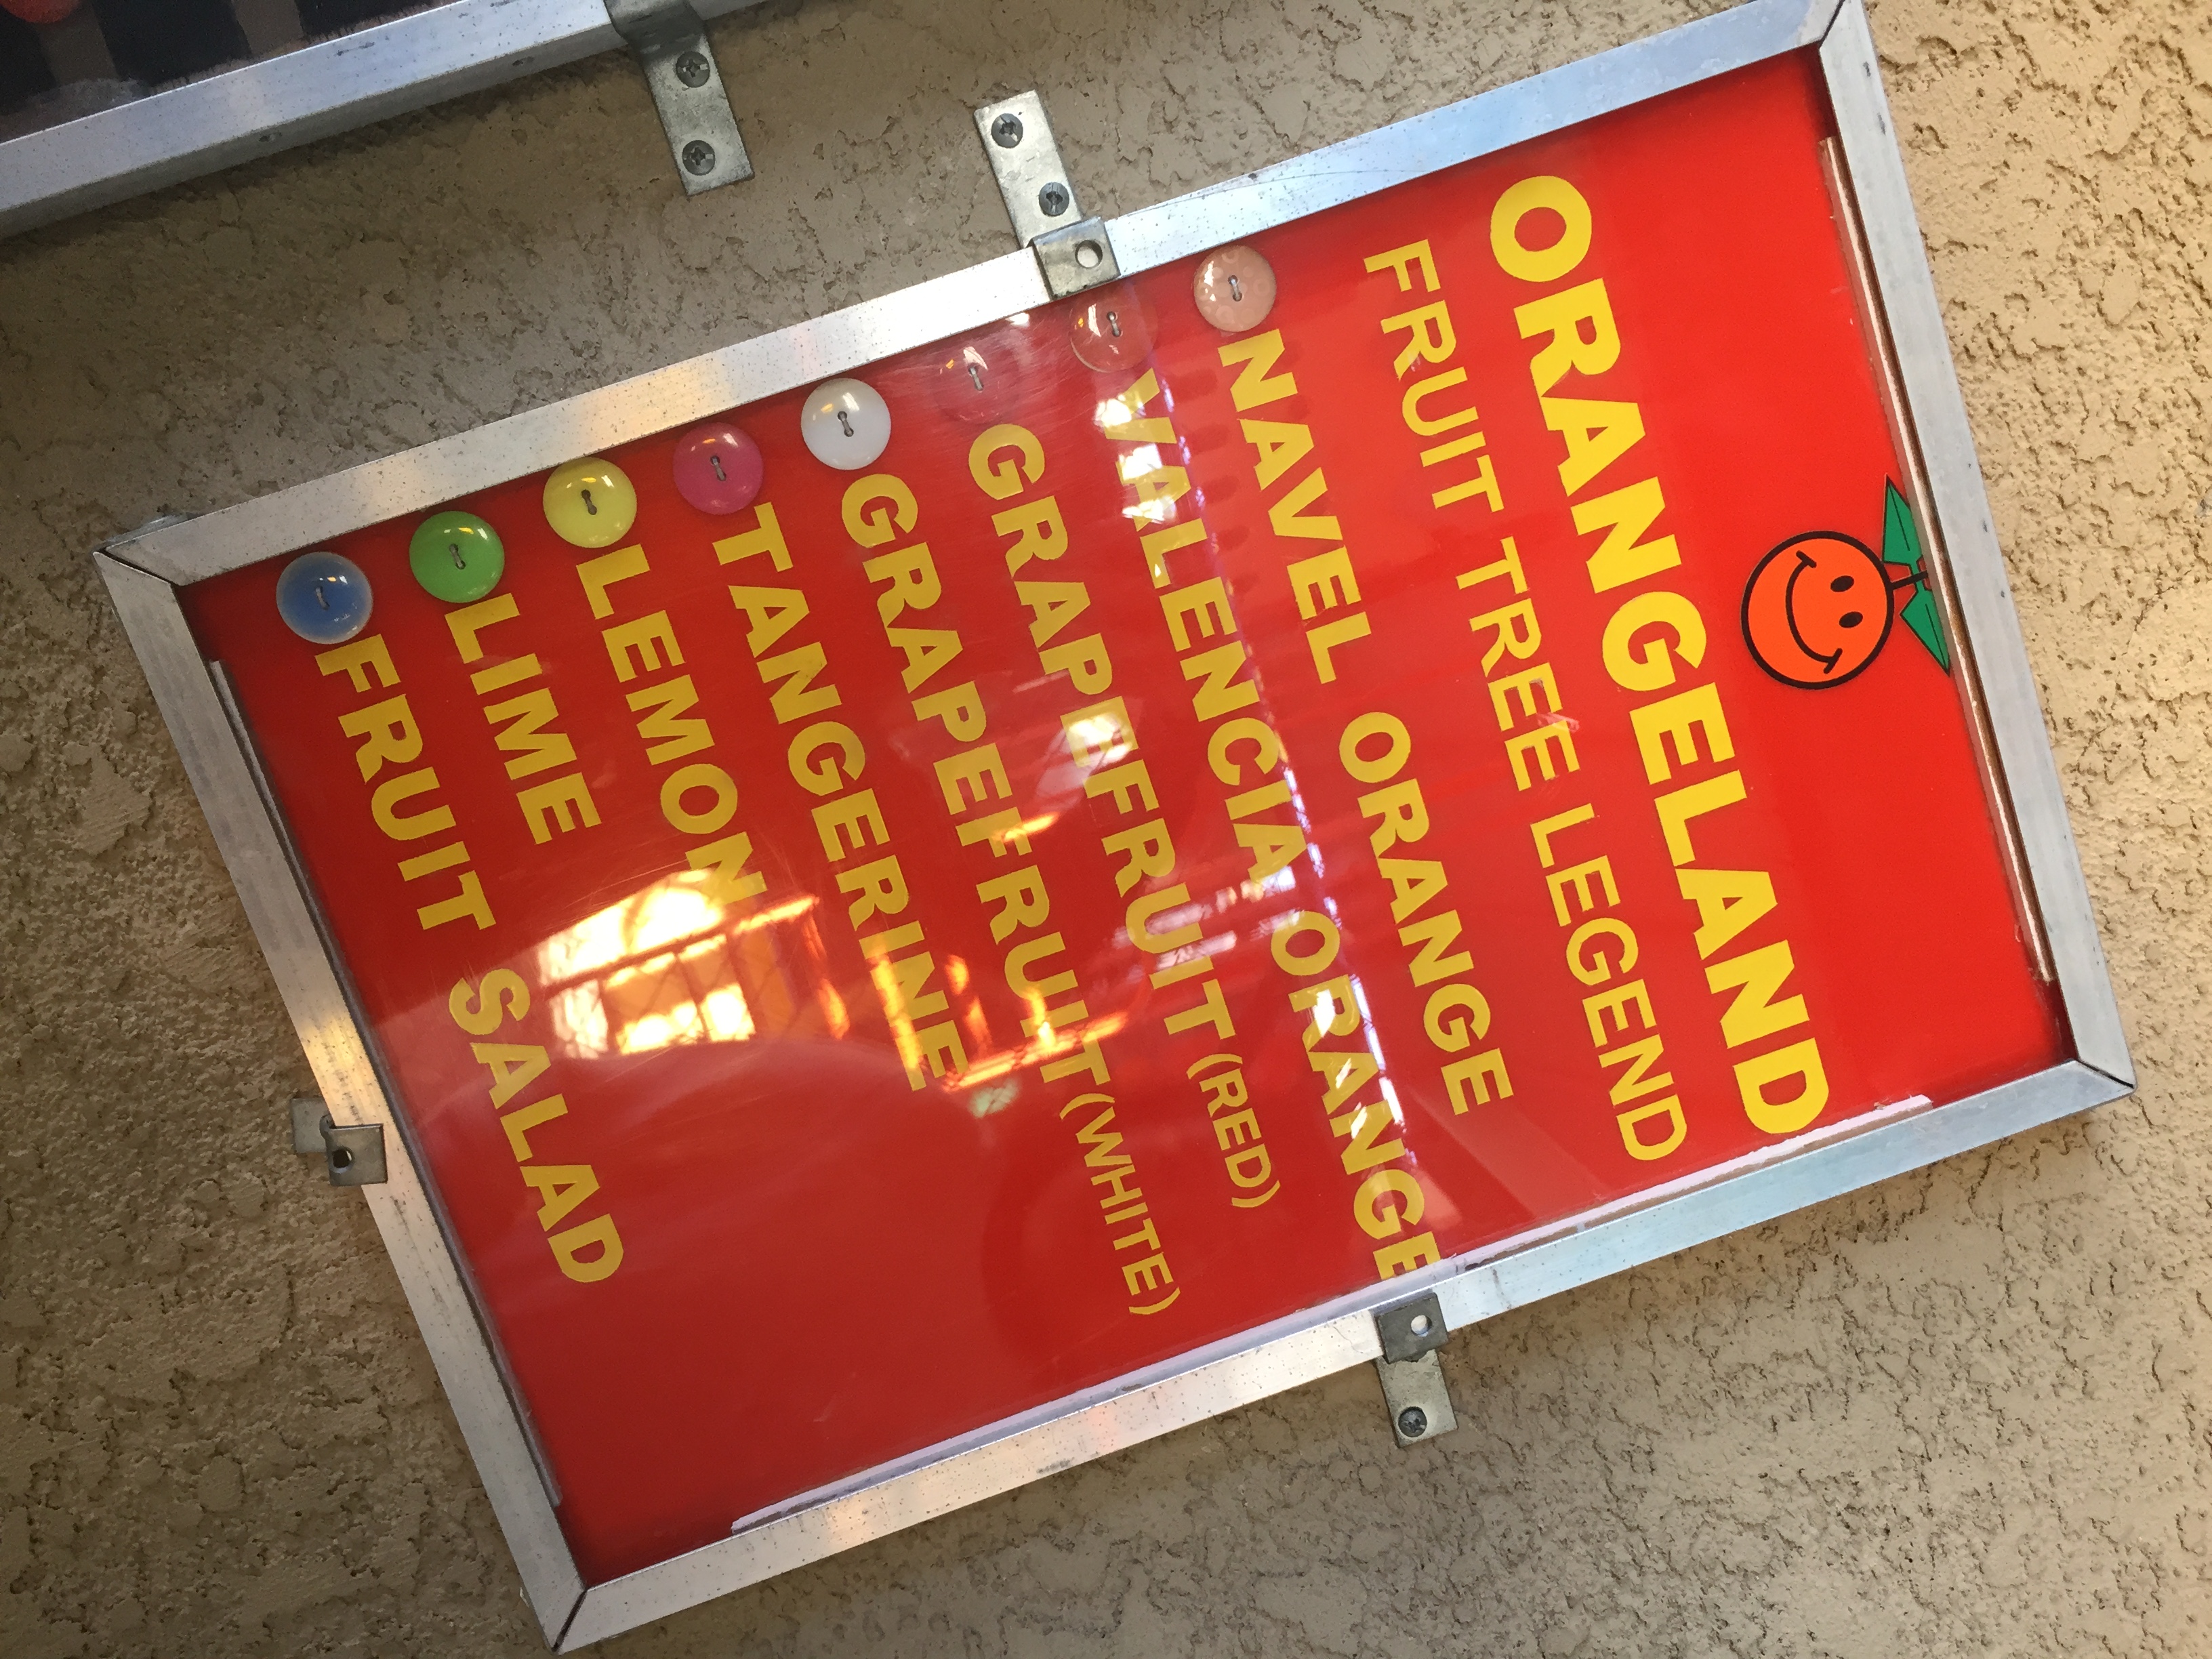 ORANGELAND
FRUIT TREE LEGEND
NAVEL ORANGE
VALENCIA ORANGE
GRAPEFRUIT (RED)
GRAPEFRUIT (WHITE)
TANGERINE
LEMON
LIME
FRUIT SALAD